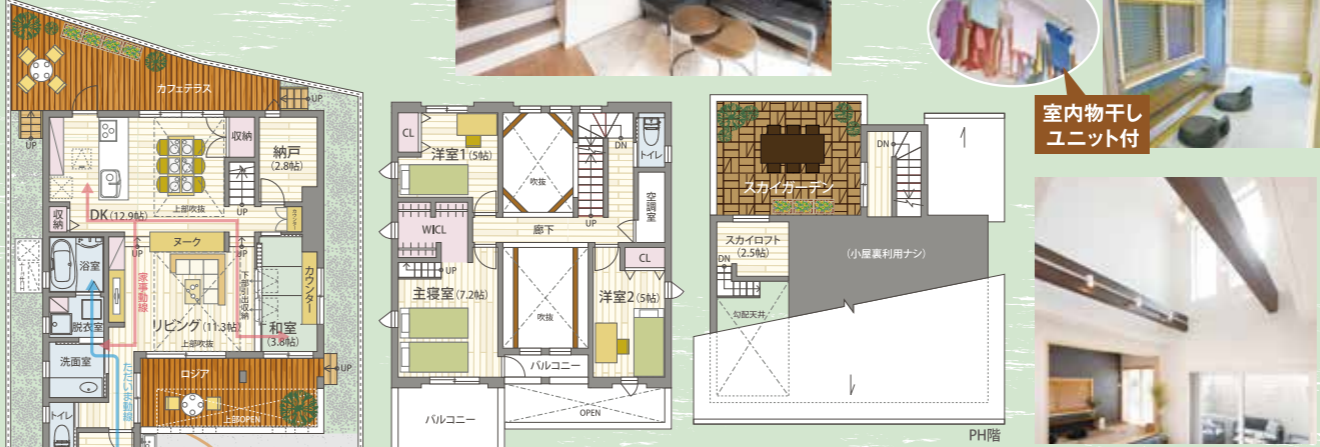 カフェテラス
UP
UP
収納
納戸
(2.8帖)
DK(12.9帖)
上部吹抜
UP
収納
ヌーク
UP
UP
浴室
家事動線
下部引出収納
カウンター
脱衣室
リビング(11.3帖)
和室
(3.8帖)
上部吹抜
洗面室
ただいま動線
ロジア
UP
上部OPEN
トイレ
CL
洋室1(5帖)
吹抜
DN
トイレ
空調室
UP
WICL
廊下
UP
CL
主寝室(7.2帖)
吹抜
洋室2(5帖)
バルコニー
バルコニー
OPEN
スカイガーデン
DN
スカイロフト
(2.5帖)
DN
(小屋裏利用ナシ)
勾配天井
PH階
室内物干し
ユニット付